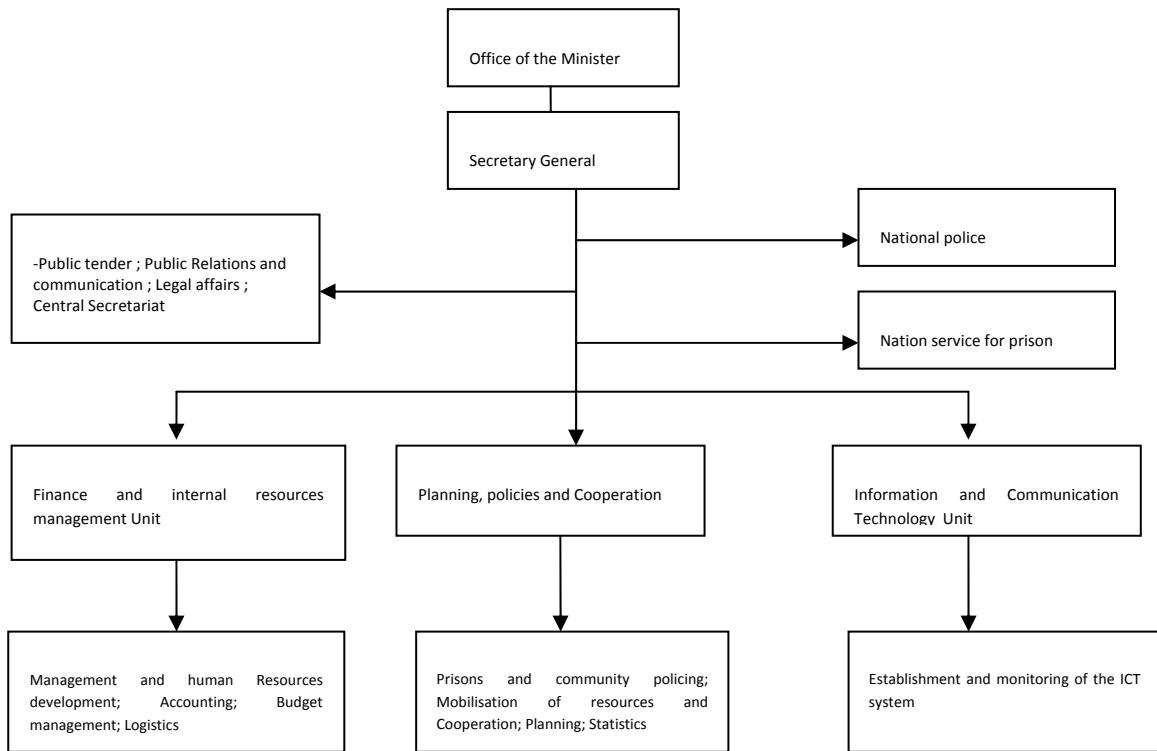 Office of the Minister
Secretary General
-Public tender ; Public Relations and
communication ; Legal affairs ;
Central Secretariat
National police
Nation service for prison
Finance and internal resources
management Unit
Planning, policies and Cooperation
Information and Communication
Technology Unit
Management and human Resources
development; Accounting; Budget
management; Logistics
Prisons and community policing;
Mobilisation of resources and
Cooperation; Planning; Statistics
Establishment and monitoring of the ICT
system